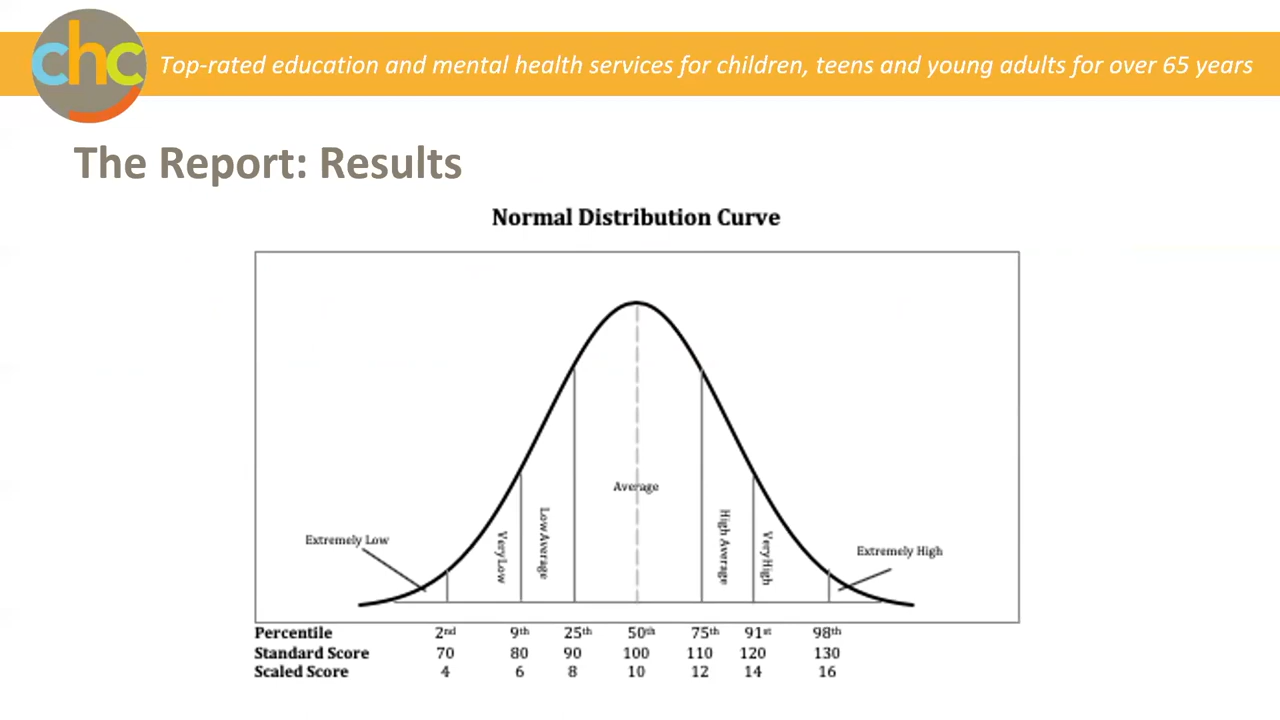 chc
Top-rated education and mental health services for children, teens and young adults for over 65 years
The Report: Results
Normal Distribution Curve
Average
Low Average
High Average
Very Low
Very High
Extremely Low
Extremely High
Percentile 2nd 9th 25th 50th 75th 91st 98th
Standard Score 70 80 90 100 110 120 130
Scaled Score 4 6 8 10 12 14 16